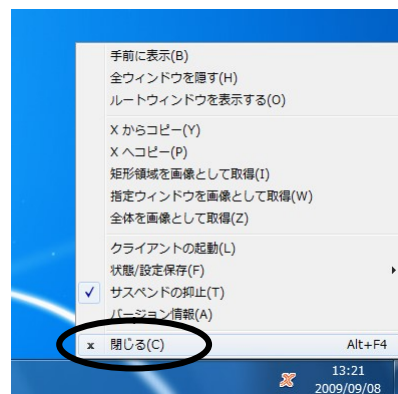 手前に表示(B)
全ウィンドウを隠す(H)
ルートウィンドウを表示する(O)
X からコピー(Y)
X へコピー(P)
矩形領域を画像として取得(I)
指定ウィンドウを画像として取得(W)
全体を画像として取得(Z)
クライアントの起動(L)
状態/設定保存(F)
サスペンドの抑止(T)
バージョン情報(A)
x 閉じる(C) Alt+F4
13:21
2009/09/08